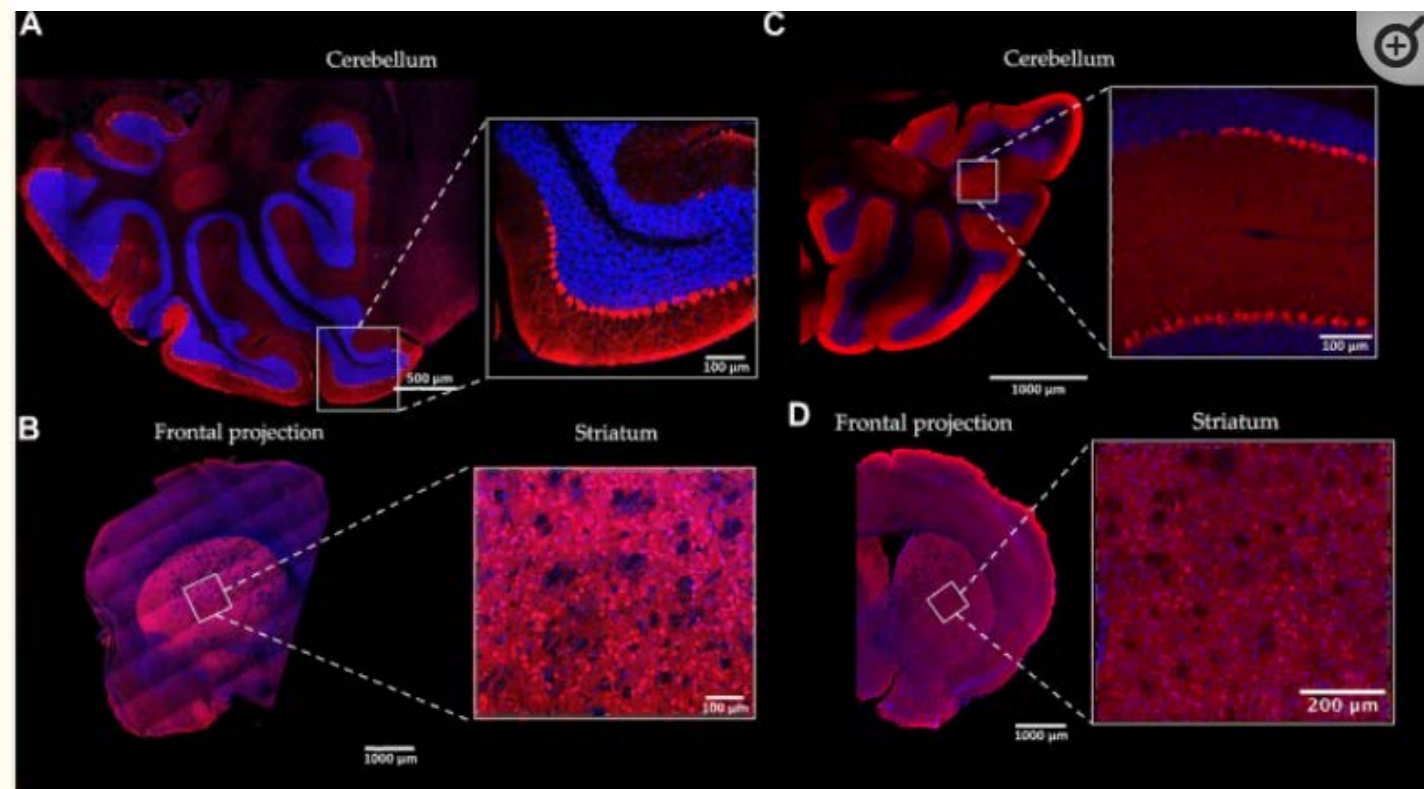 A
Cerebellum
500 µm
100 µm
B
Frontal projection
Striatum
1000 µm
100 µm
C
Cerebellum
1000 µm
100 µm
D
Frontal projection
Striatum
1000 µm
200 µm